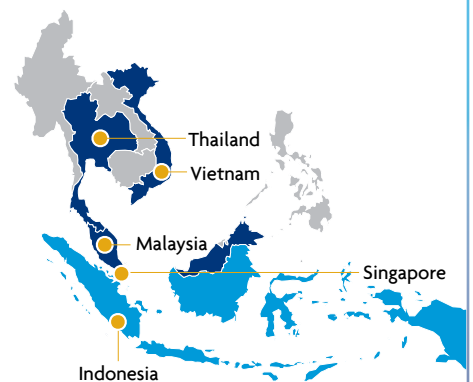 Thailand
Vietnam
Malaysia
Singapore
Indonesia